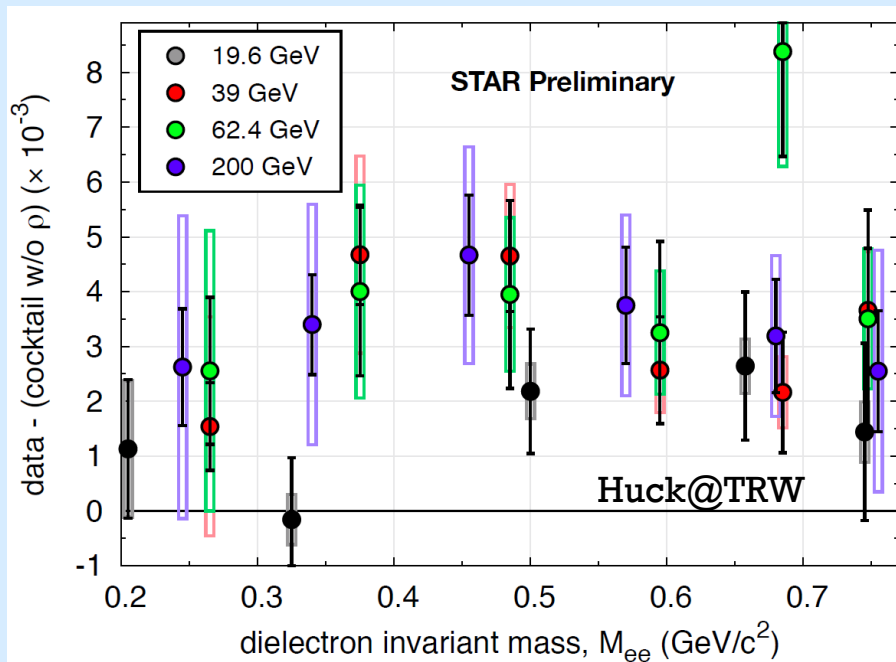 19.6 GeV
39 GeV
62.4 GeV
200 GeV
STAR Preliminary
Huck@TRW
data - (cocktail w/o ρ) (× 10⁻³)
8
7
6
5
4
3
2
1
0
-1
0.2 0.3 0.4 0.5 0.6 0.7
dielectron invariant mass, Mₑₑ (GeV/c²)